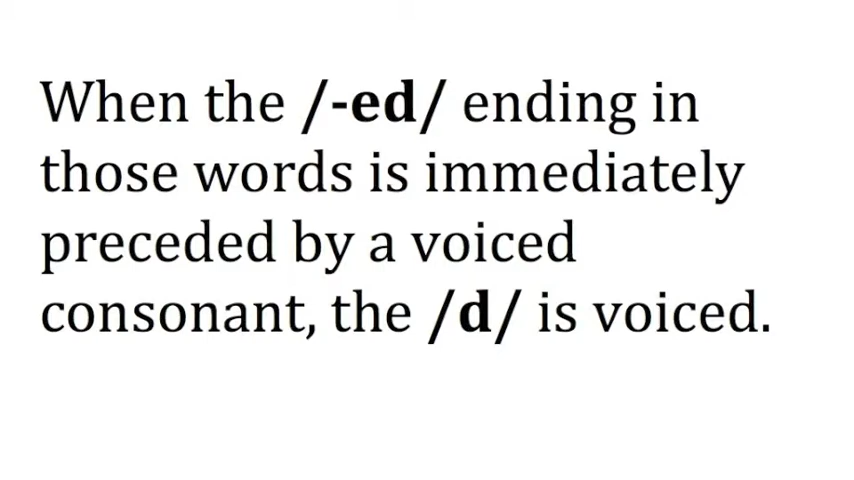 When the /-ed/ ending in
those words is immediately
preceded by a voiced
consonant, the /d/ is voiced.